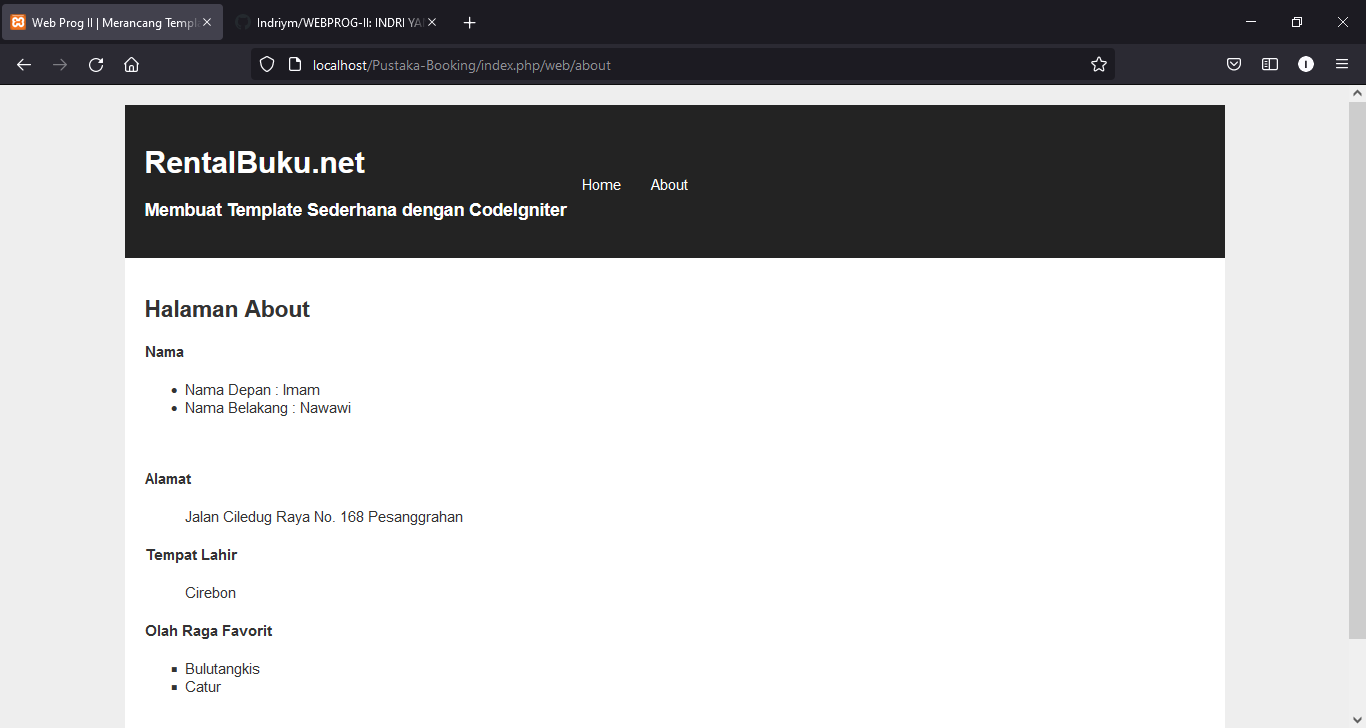 Web Prog II | Merancang Templ
Indriym/WEBPROG-II: INDRI YA
localhost/Pustaka-Booking/index.php/web/about
I
RentalBuku.net
Membuat Template Sederhana dengan CodeIgniter
Home About
Halaman About
Nama
• Nama Depan : Imam
• Nama Belakang : Nawawi
Alamat
Jalan Ciledug Raya No. 168 Pesanggrahan
Tempat Lahir
Cirebon
Olah Raga Favorit
▪ Bulutangkis
▪ Catur